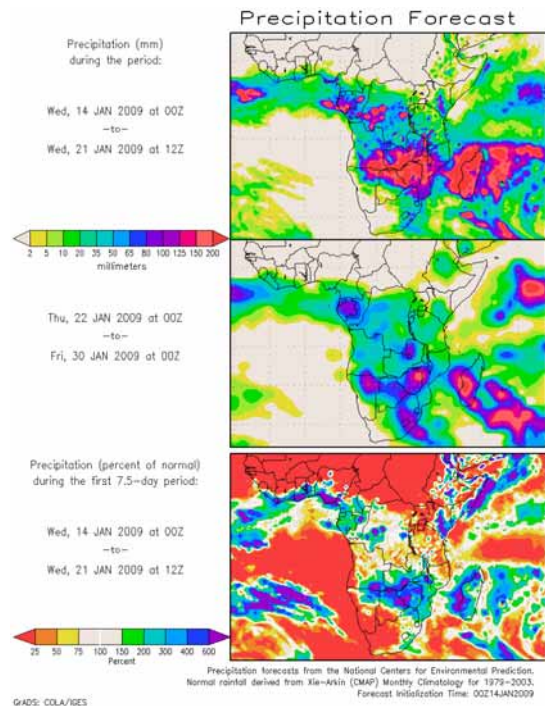 Precipitation Forecast
Precipitation (mm)
during the period:
Wed, 14 JAN 2009 at 00Z
-to-
Wed, 21 JAN 2009 at 12Z
2 5 10 20 35 50 65 80 100 125 150 200
millimeters
Thu, 22 JAN 2009 at 00Z
-to-
Fri, 30 JAN 2009 at 00Z
Precipitation (percent of normal)
during the first 7.5-day period:
Wed, 14 JAN 2009 at 00Z
-to-
Wed, 21 JAN 2009 at 12Z
25 50 75 100 150 200 300 400 600
Percent
Precipitation forecasts from the National Centers for Environmental Prediction.
Normal rainfall derived from Xie-Arkin (CMAP) Monthly Climatology for 1979-2003.
Forecast Initialization Time: 00Z14JAN2009
GrADS: COLA/IGES